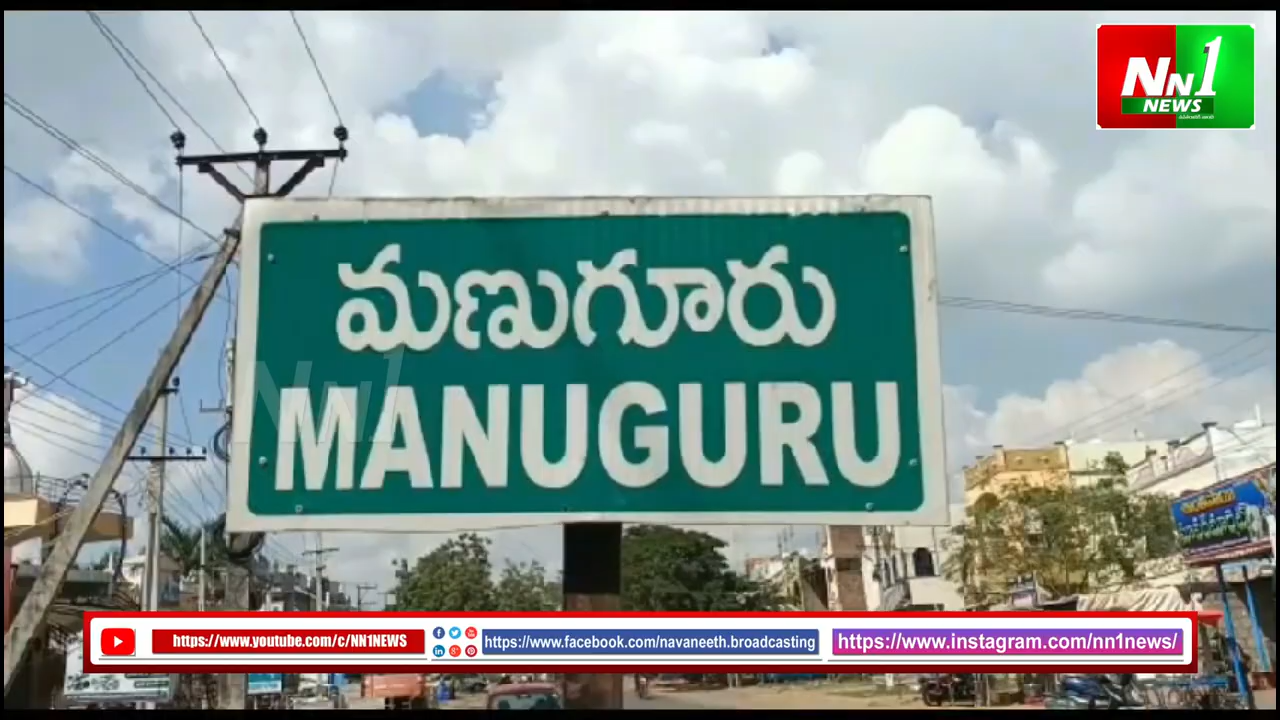 NN1
NEWS
మణుగూరు
MANUGURU
NN1
https://www.youtube.com/c/NN1NEWS
https://www.facebook.com/navaneeth.broadcasting
https://www.instagram.com/nn1news/